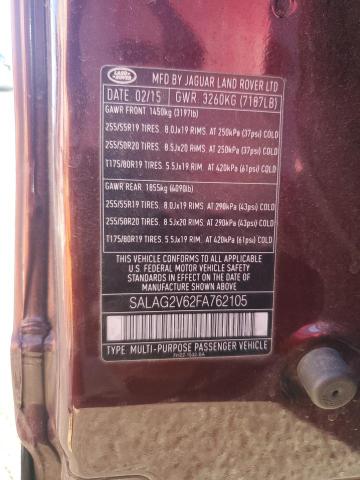 LAND ROVER
MFD BY JAGUAR LAND ROVER LTD
DATE 02/15 GWR. 3260KG (7187LB)
GAWR FRONT 1450kg (3197lb)
255/55R19 TIRES. 8.0Jx19 RIMS. AT 250kPa (37psi) COLD
255/50R20 TIRES. 8.5Jx20 RIMS. AT 250kPa (37psi) COLD
T175/80R19 TIRES. 5.5Jx19 RIMS. AT 420kPa (61psi) COLD
GAWR REAR 1855kg (4090lb)
255/55R19 TIRES. 8.0Jx19 RIMS. AT 290kPa (43psi) COLD
255/50R20 TIRES. 8.5Jx20 RIMS. AT 290kPa (43psi) COLD
T175/80R19 TIRES. 5.5Jx19 RIMS. AT 420kPa (61psi) COLD
THIS VEHICLE CONFORMS TO ALL APPLICABLE
U.S. FEDERAL MOTOR VEHICLE SAFETY
STANDARDS IN EFFECT ON THE DATE OF
MANUFACTURE SHOWN ABOVE
SALAG2V62FA762105
TYPE: MULTI-PURPOSE PASSENGER VEHICLE